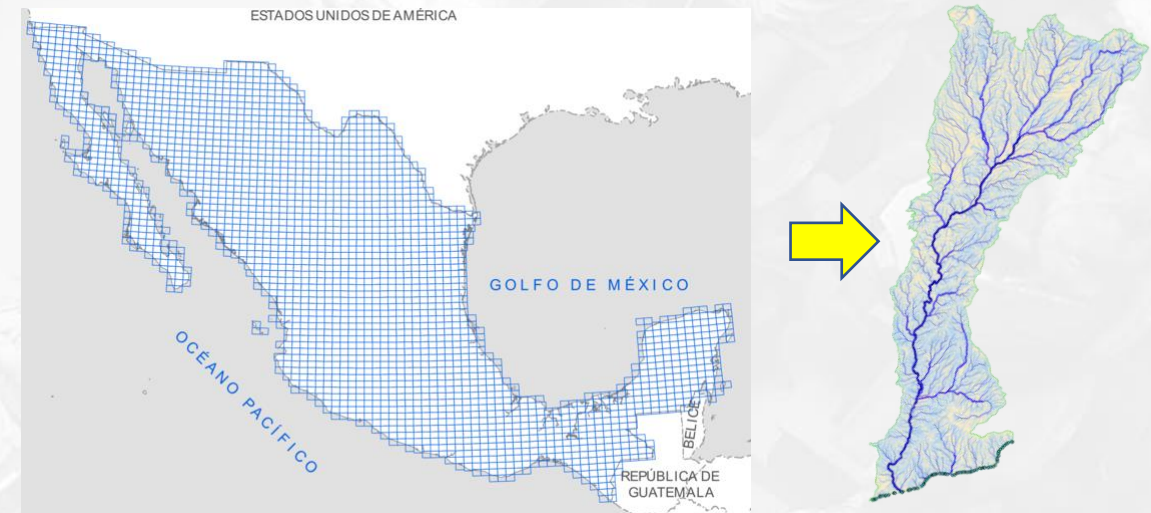 ESTADOS UNIDOS DE AMÉRICA
GOLFO DE MÉXICO
OCÉANO PACÍFICO
BELICE
REPÚBLICA DE
GUATEMALA